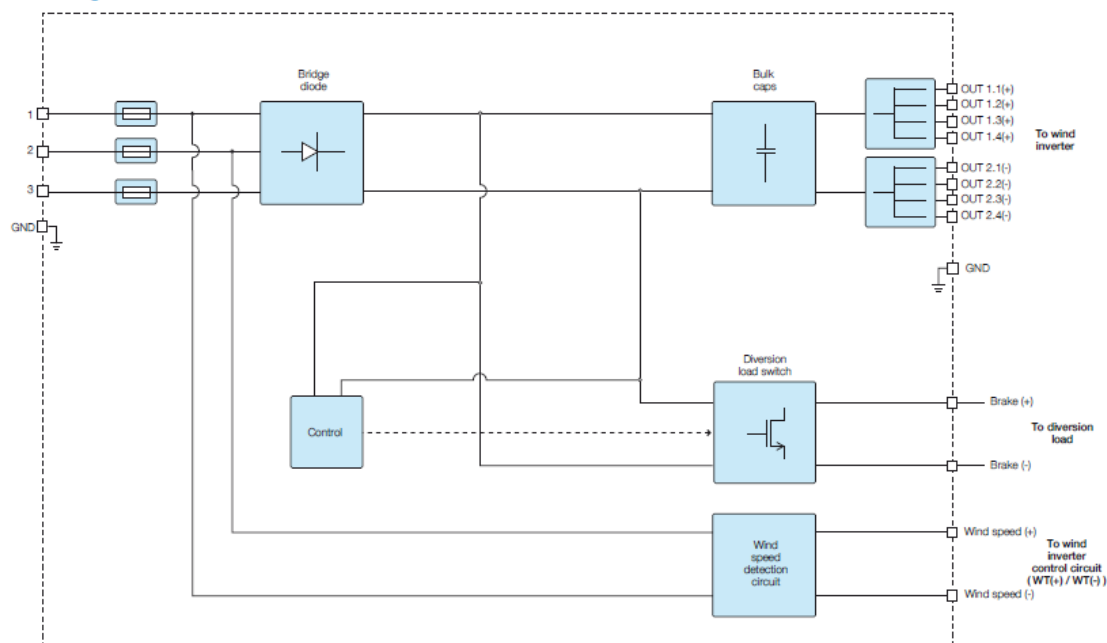 Bridge
diode
Bulk
caps
1
2
3
GND
OUT 1.1(+)
OUT 1.2(+)
OUT 1.3(+)
OUT 1.4(+)
To wind
inverter
OUT 2.1(-)
OUT 2.2(-)
OUT 2.3(-)
OUT 2.4(-)
GND
Diversion
load switch
Control
Brake (+)
To diversion
load
Brake (-)
Wind
speed
detection
circuit
Wind speed (+)
To wind
inverter
control circuit
( WT(+) / WT(-) )
Wind speed (-)